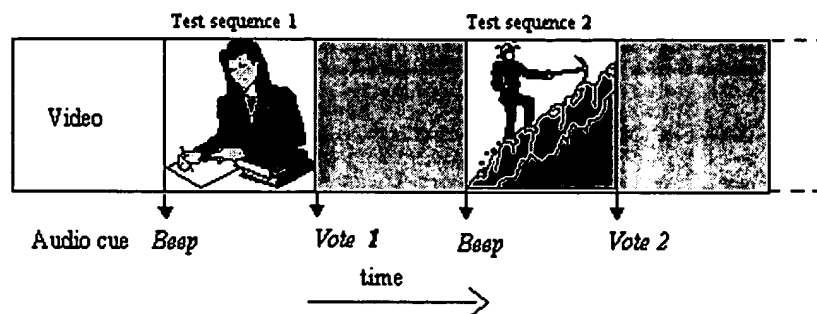 Test sequence 1 Test sequence 2
Video
Audio cue Beep Vote 1 Beep Vote 2
time